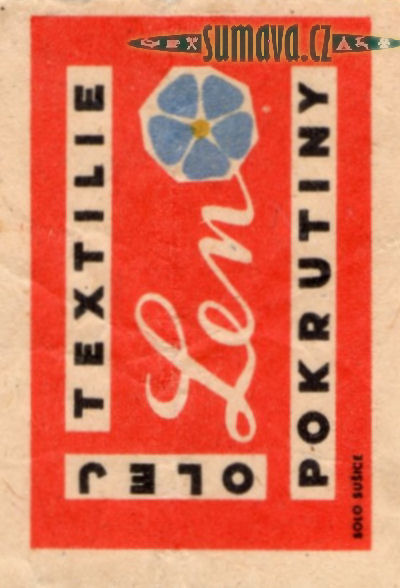 sumava.cz
TEXTILIE
OLEJ
Len
POKRUTINY
SOLO SUŠICE